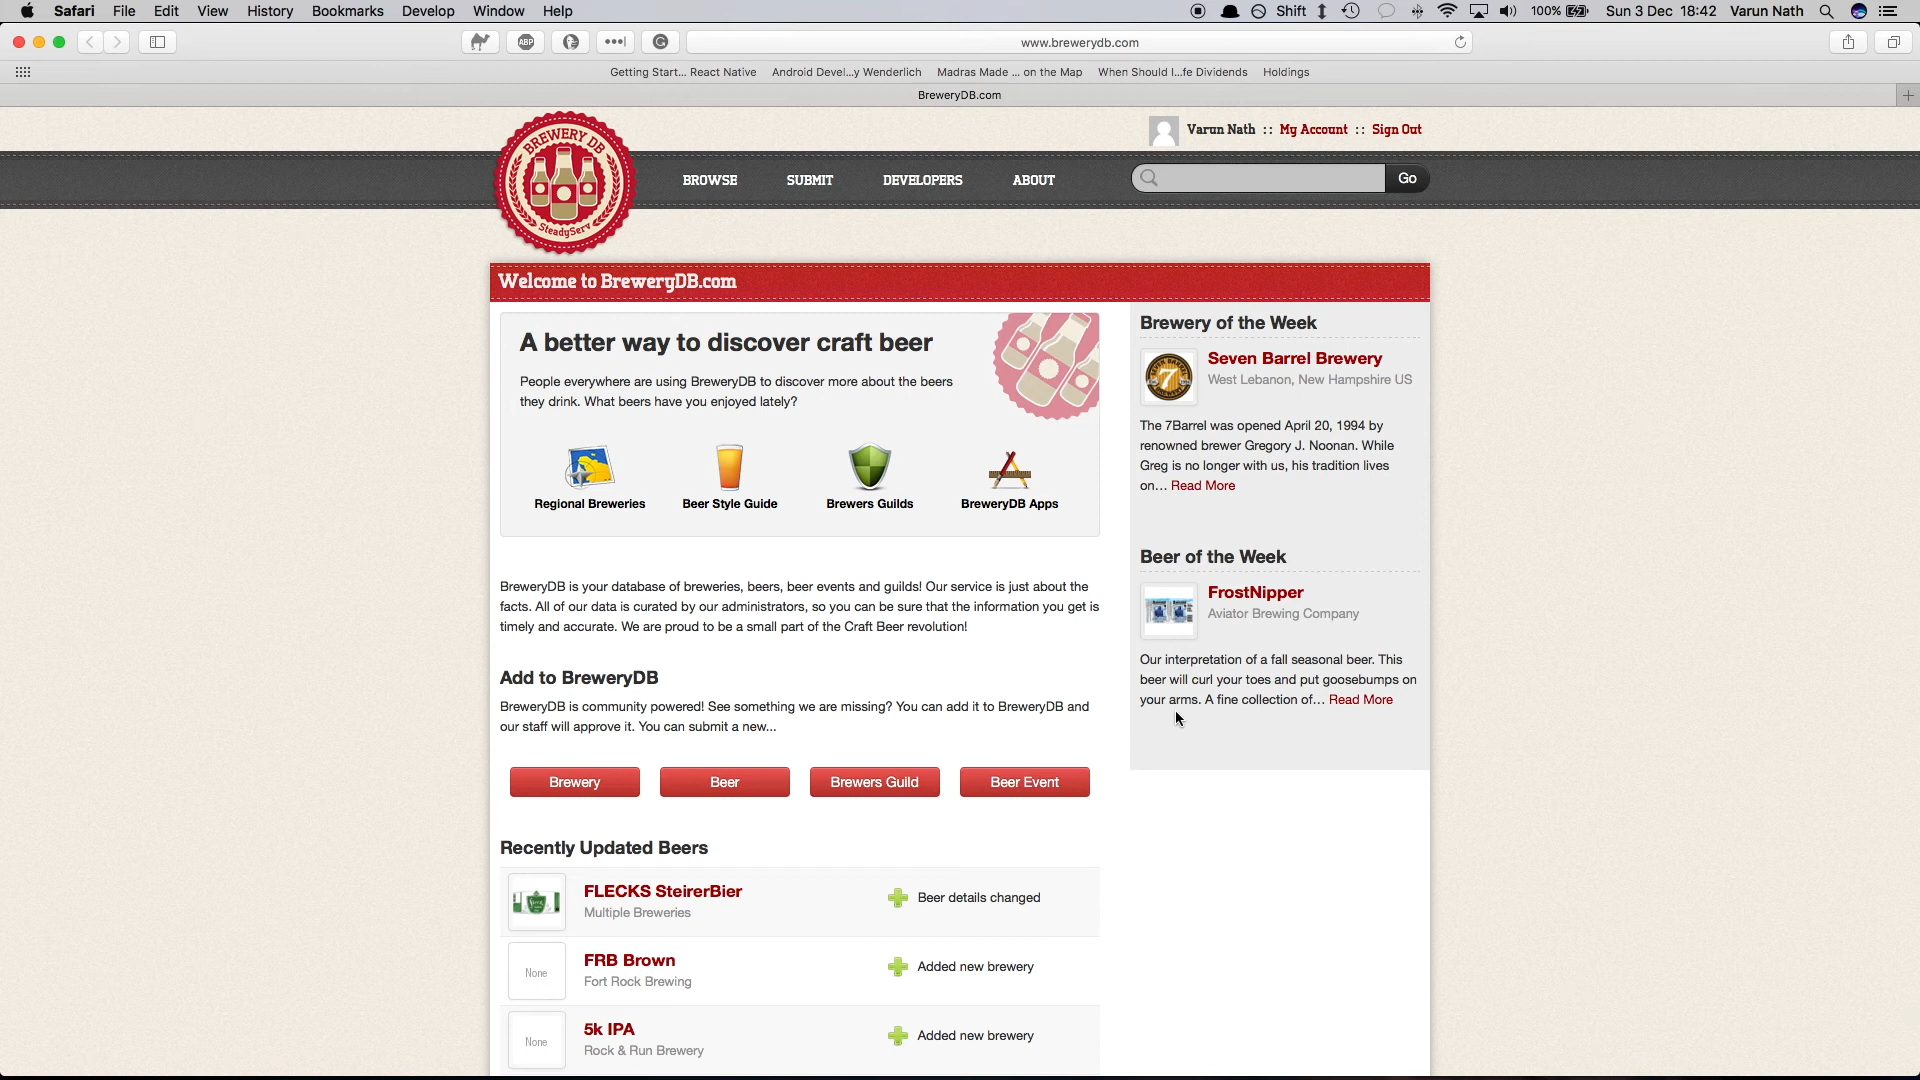 Safari File Edit View History Bookmarks Develop Window Help
Shift 100% Sun 3 Dec 18:42 Varun Nath
ABP
www.brewerydb.com
Getting Start... React Native Android Devel...y Wenderlich Madras Made ... on the Map When Should I...fe Dividends Holdings
BreweryDB.com
Varun Nath :: My Account :: Sign Out
BREWERY DB
SteadyServ
BROWSE SUBMIT DEVELOPERS ABOUT
Go
Welcome to BreweryDB.com
A better way to discover craft beer
People everywhere are using BreweryDB to discover more about the beers
they drink. What beers have you enjoyed lately?
Regional Breweries Beer Style Guide Brewers Guilds BreweryDB Apps
BreweryDB is your database of breweries, beers, beer events and guilds! Our service is just about the
facts. All of our data is curated by our administrators, so you can be sure that the information you get is
timely and accurate. We are proud to be a small part of the Craft Beer revolution!
Add to BreweryDB
BreweryDB is community powered! See something we are missing? You can add it to BreweryDB and
our staff will approve it. You can submit a new...
Brewery Beer Brewers Guild Beer Event
Recently Updated Beers
FLECKS SteirerBier
Multiple Breweries
Beer details changed
None
FRB Brown
Fort Rock Brewing
Added new brewery
None
5k IPA
Rock & Run Brewery
Added new brewery
Brewery of the Week
7
Seven Barrel Brewery
West Lebanon, New Hampshire US
The 7Barrel was opened April 20, 1994 by
renowned brewer Gregory J. Noonan. While
Greg is no longer with us, his tradition lives
on... Read More
Beer of the Week
FrostNipper
Aviator Brewing Company
Our interpretation of a fall seasonal beer. This
beer will curl your toes and put goosebumps on
your arms. A fine collection of... Read More